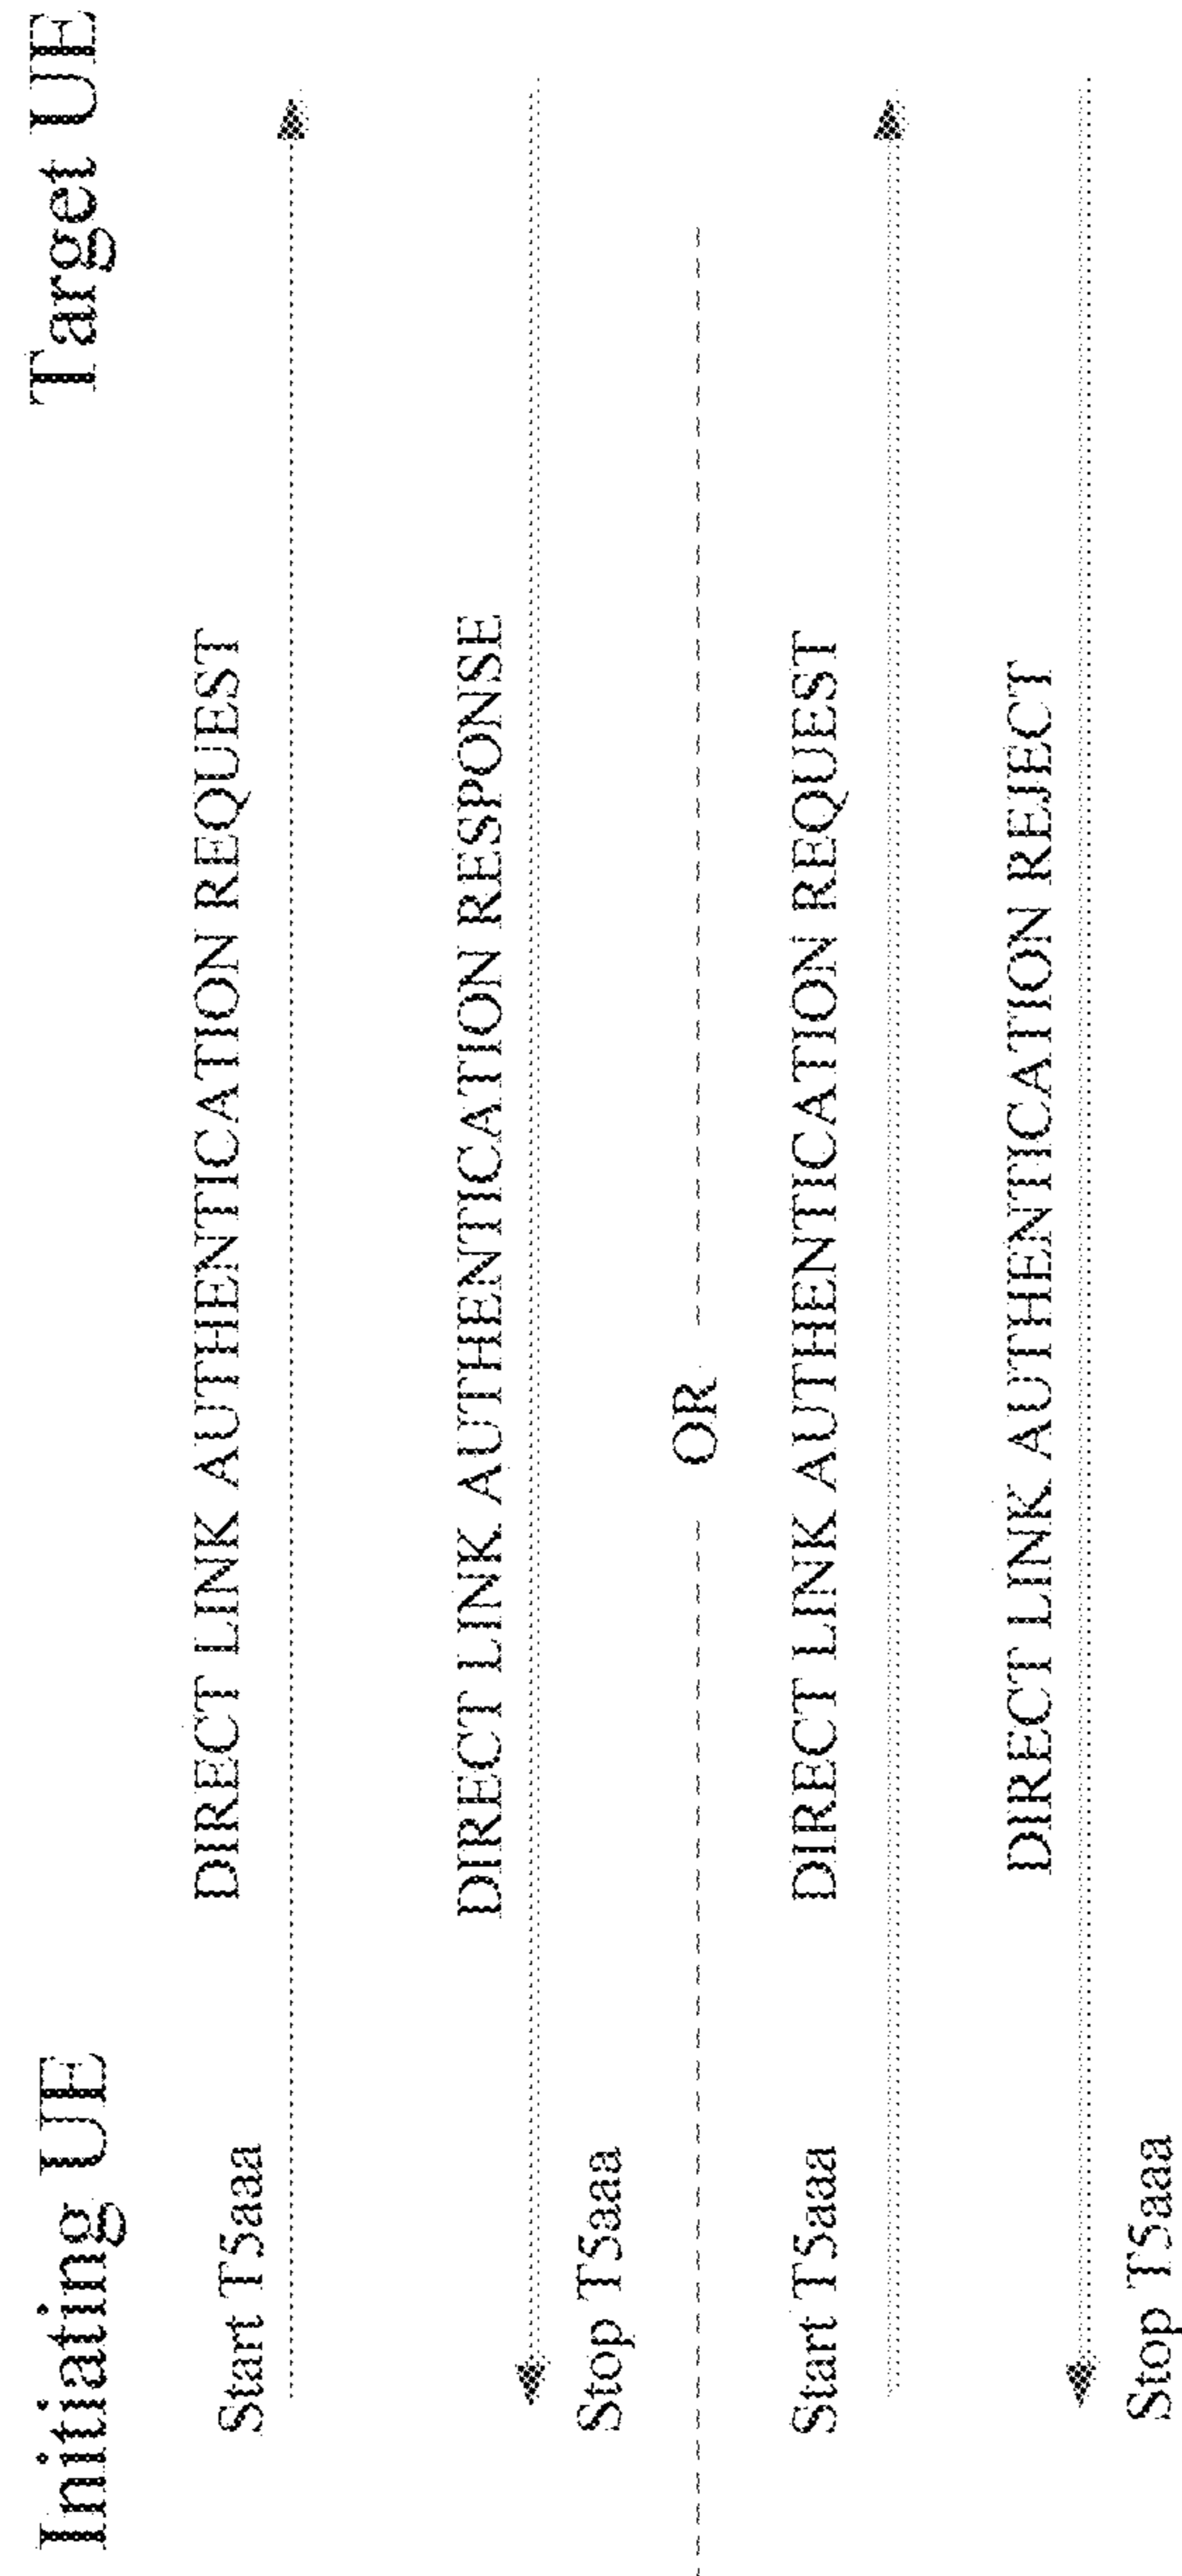 Initiating UE
Target UE
Start T5aaa
DIRECT LINK AUTHENTICATION REQUEST
DIRECT LINK AUTHENTICATION RESPONSE
Stop T5aaa
OR
Start T5aaa
DIRECT LINK AUTHENTICATION REQUEST
DIRECT LINK AUTHENTICATION REJECT
Stop T5aaa